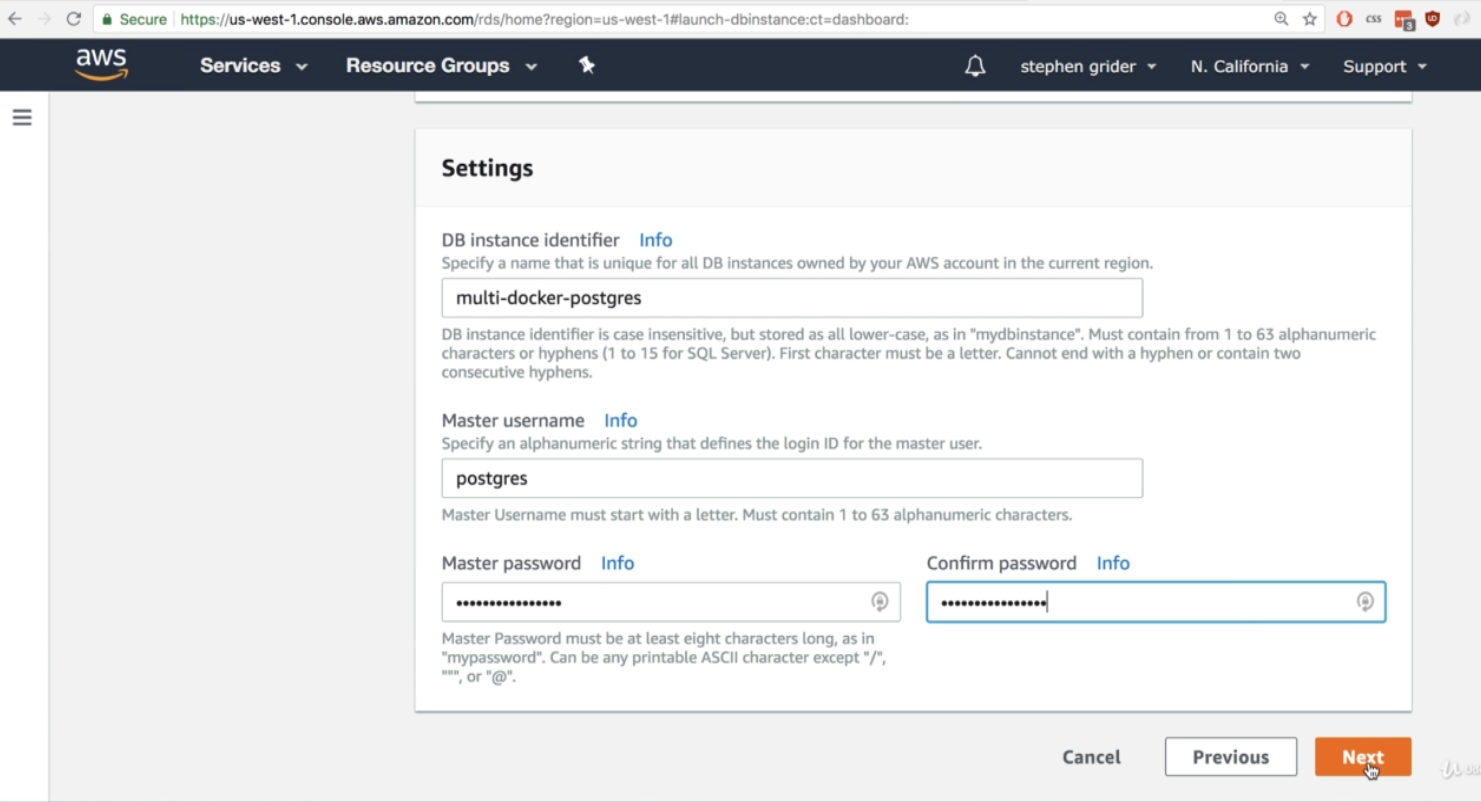 Secure https://us-west-1.console.aws.amazon.com/rds/home?region=us-west-1#launch-dbinstance:ct=dashboard: css 3
aws Services Resource Groups stephen grider N. California Support
Settings
DB instance identifier Info
Specify a name that is unique for all DB instances owned by your AWS account in the current region.
multi-docker-postgres
DB instance identifier is case insensitive, but stored as all lower-case, as in "mydbinstance". Must contain from 1 to 63 alphanumeric
characters or hyphens (1 to 15 for SQL Server). First character must be a letter. Cannot end with a hyphen or contain two
consecutive hyphens.
Master username Info
Specify an alphanumeric string that defines the login ID for the master user.
postgres
Master Username must start with a letter. Must contain 1 to 63 alphanumeric characters.
Master password Info Confirm password Info
•••••••••••••••• ••••••••••••••••
Master Password must be at least eight characters long, as in
"mypassword". Can be any printable ASCII character except "/",
""", or "@".
Cancel Previous Next